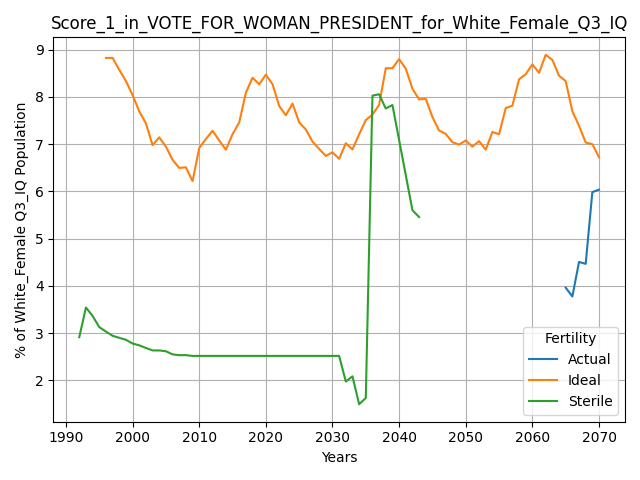 Score_1_in_VOTE_FOR_WOMAN_PRESIDENT_for_White_Female_Q3_IQ
% of White_Female Q3_IQ Population
9
8
7
6
5
4
3
2
Fertility
Actual
Ideal
Sterile
1990 2000 2010 2020 2030 2040 2050 2060 2070
Years